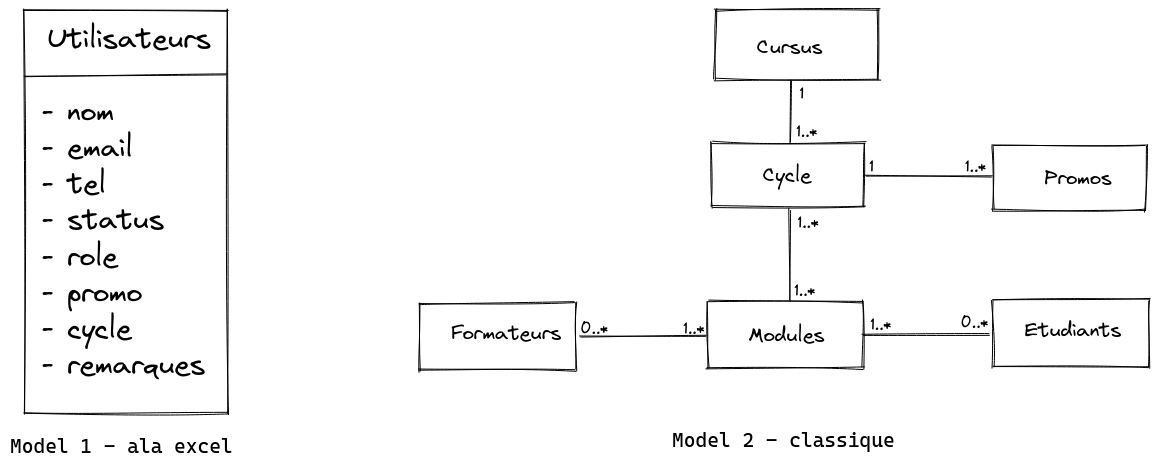 Utilisateurs
- nom
- email
- tel
- status
- role
- promo
- cycle
- remarques
Model 1 - ala excel
Cursus
1
1..*
Cycle
1
1..*
Promos
1..*
1..*
Formateurs
0..*
1..*
Modules
1..*
0..*
Etudiants
Model 2 - classique